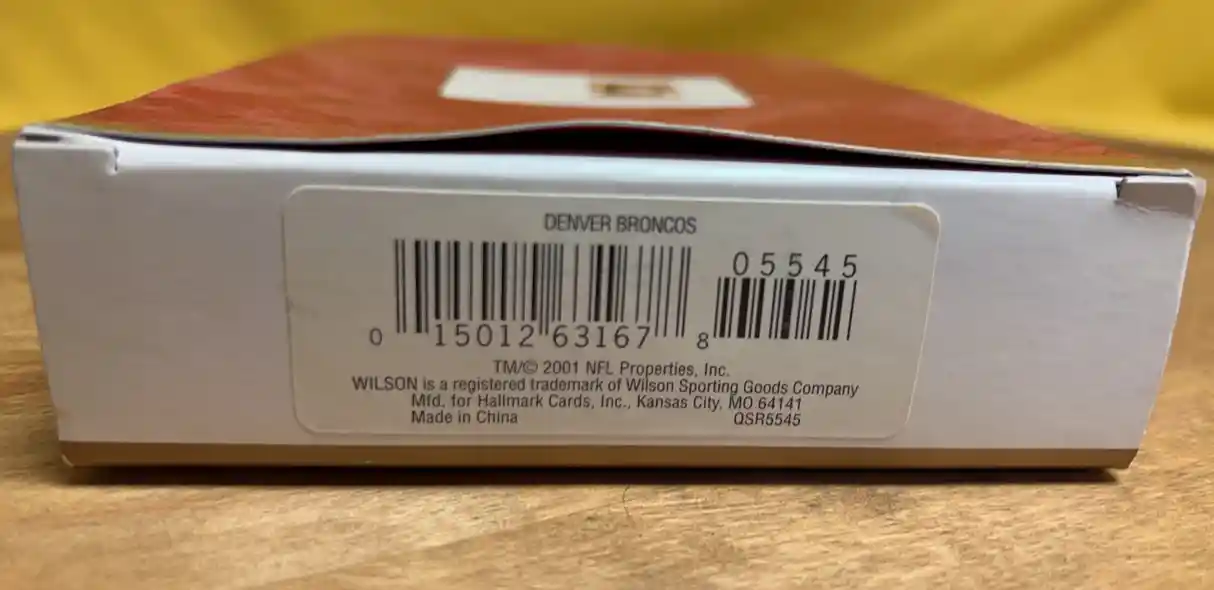 DENVER BRONCOS
05545
0 15012 63167 8
TM/© 2001 NFL Properties, Inc.
WILSON is a registered trademark of Wilson Sporting Goods Company
Mfd. for Hallmark Cards, Inc., Kansas City, MO 64141
Made in China QSR5545